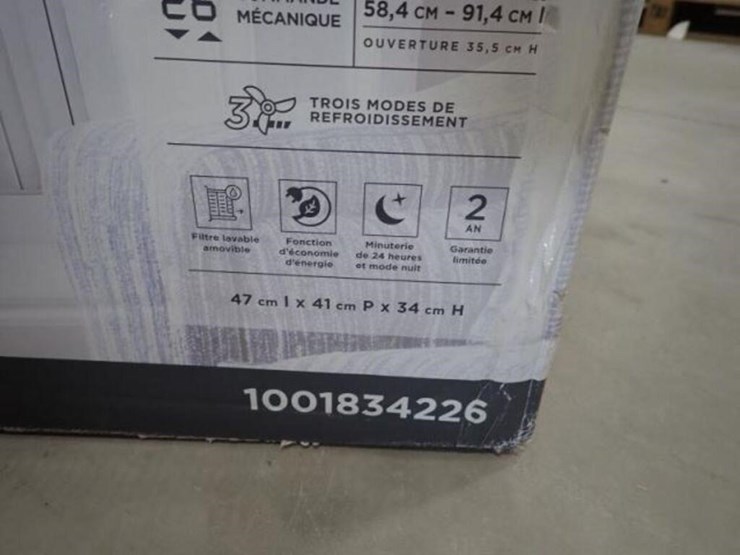 MÉCANIQUE
58,4 CM - 91,4 CM l
OUVERTURE 35,5 CM H
3 TROIS MODES DE
REFROIDISSEMENT
Filtre lavable
amovible
Fonction
d'économie
d'énergie
Minuterie
de 24 heures
et mode nuit
2
AN
Garantie
limitée
47 cm l x 41 cm P x 34 cm H
1001834226